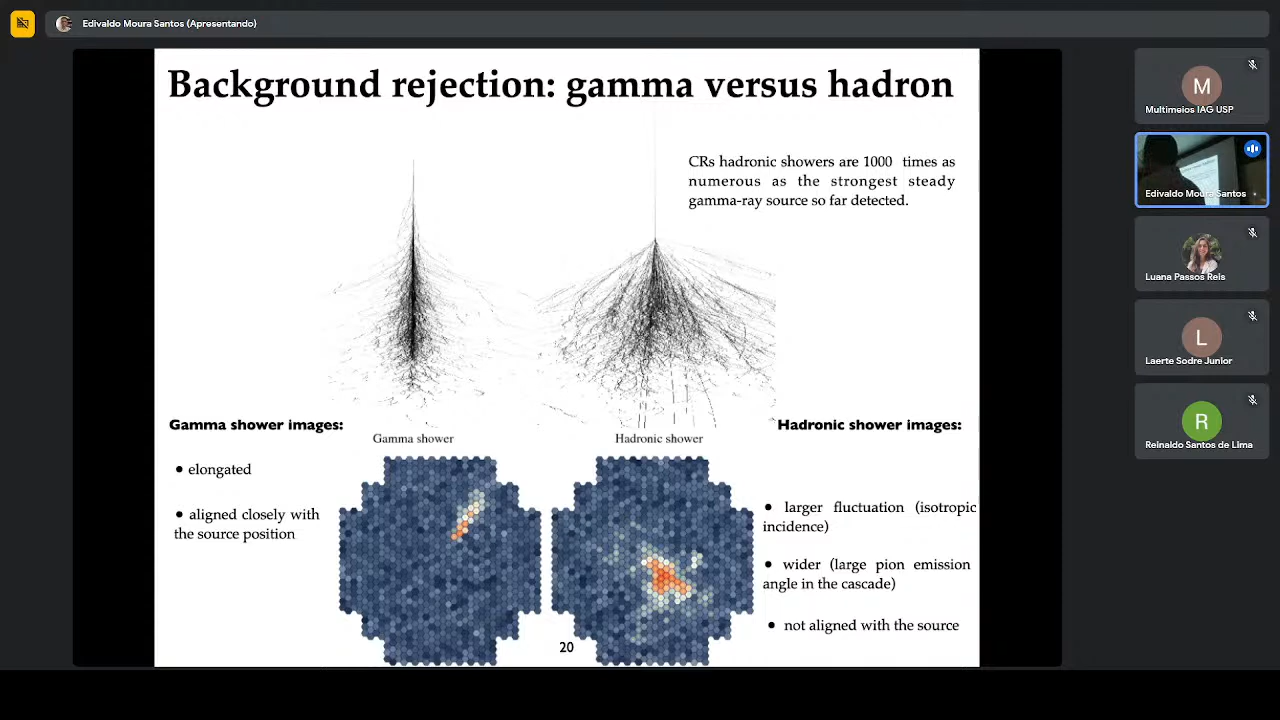 Edivaldo Moura Santos (Apresentando)
Background rejection: gamma versus hadron
CRs hadronic showers are 1000 times as
numerous as the strongest steady
gamma-ray source so far detected.
Gamma shower images:
Gamma shower
Hadronic shower
Hadronic shower images:
• elongated
• aligned closely with
the source position
• larger fluctuation (isotropic
incidence)
• wider (large pion emission
angle in the cascade)
• not aligned with the source
20
M
Multimeios IAG USP
Edivaldo Moura Santos
Luana Passos Reis
L
Laerte Sodre Junior
R
Reinaldo Santos de Lima